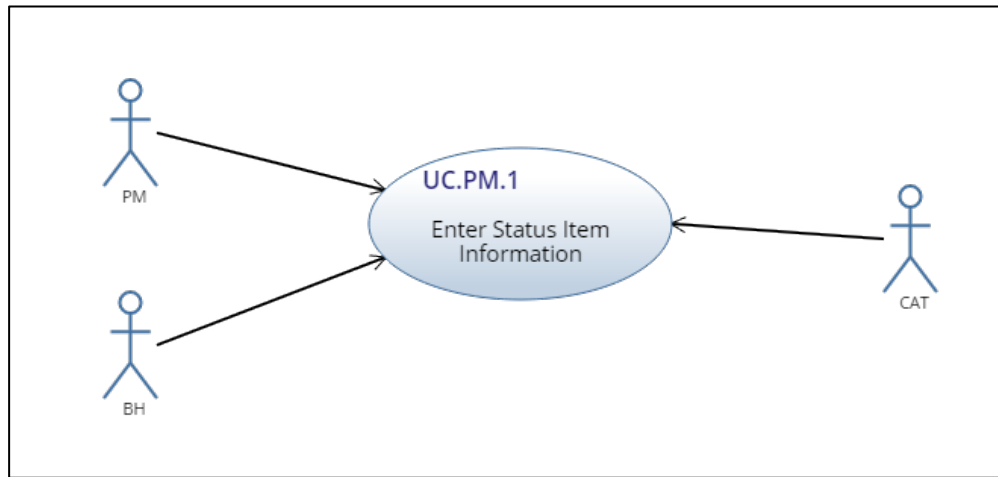 PM
UC.PM.1
Enter Status Item
Information
CAT
BH